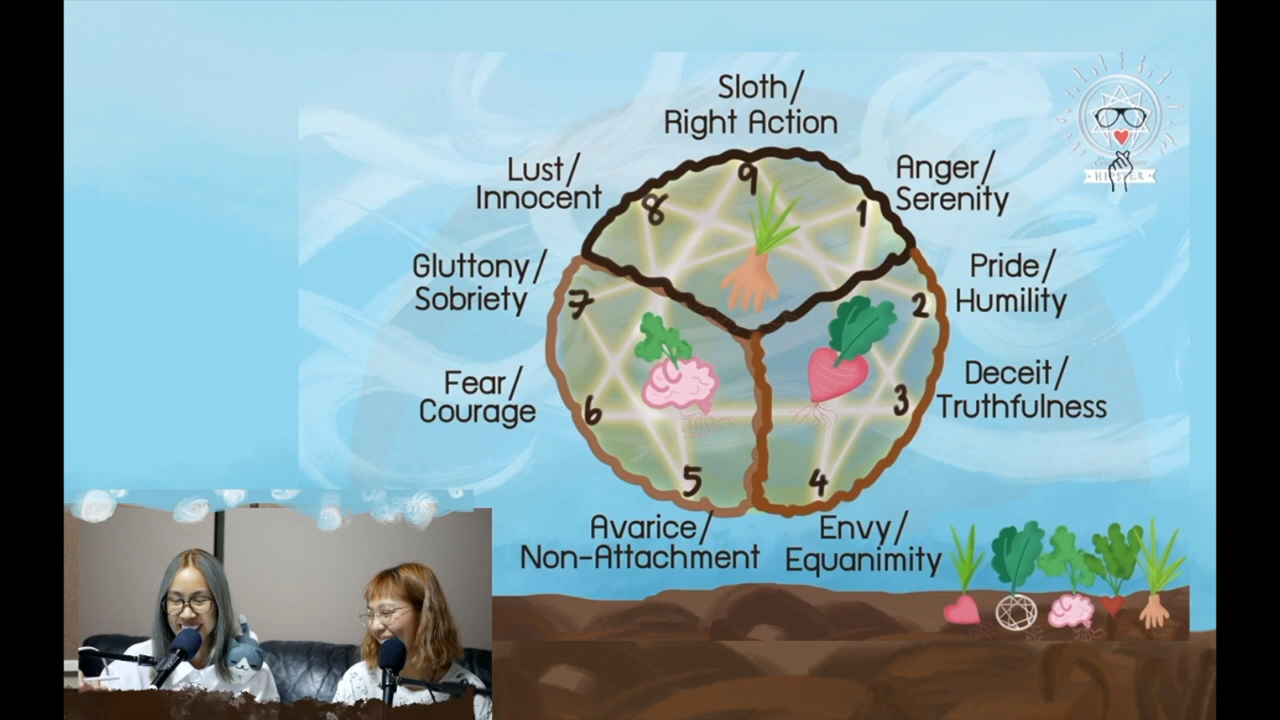 Sloth/
Right Action
Lust/
Innocent
Anger/
Serenity
9
8
1
Gluttony/
Sobriety
Pride/
Humility
7
2
Fear/
Courage
Deceit/
Truthfulness
6
3
5
4
Avarice/
Non-Attachment
Envy/
Equanimity